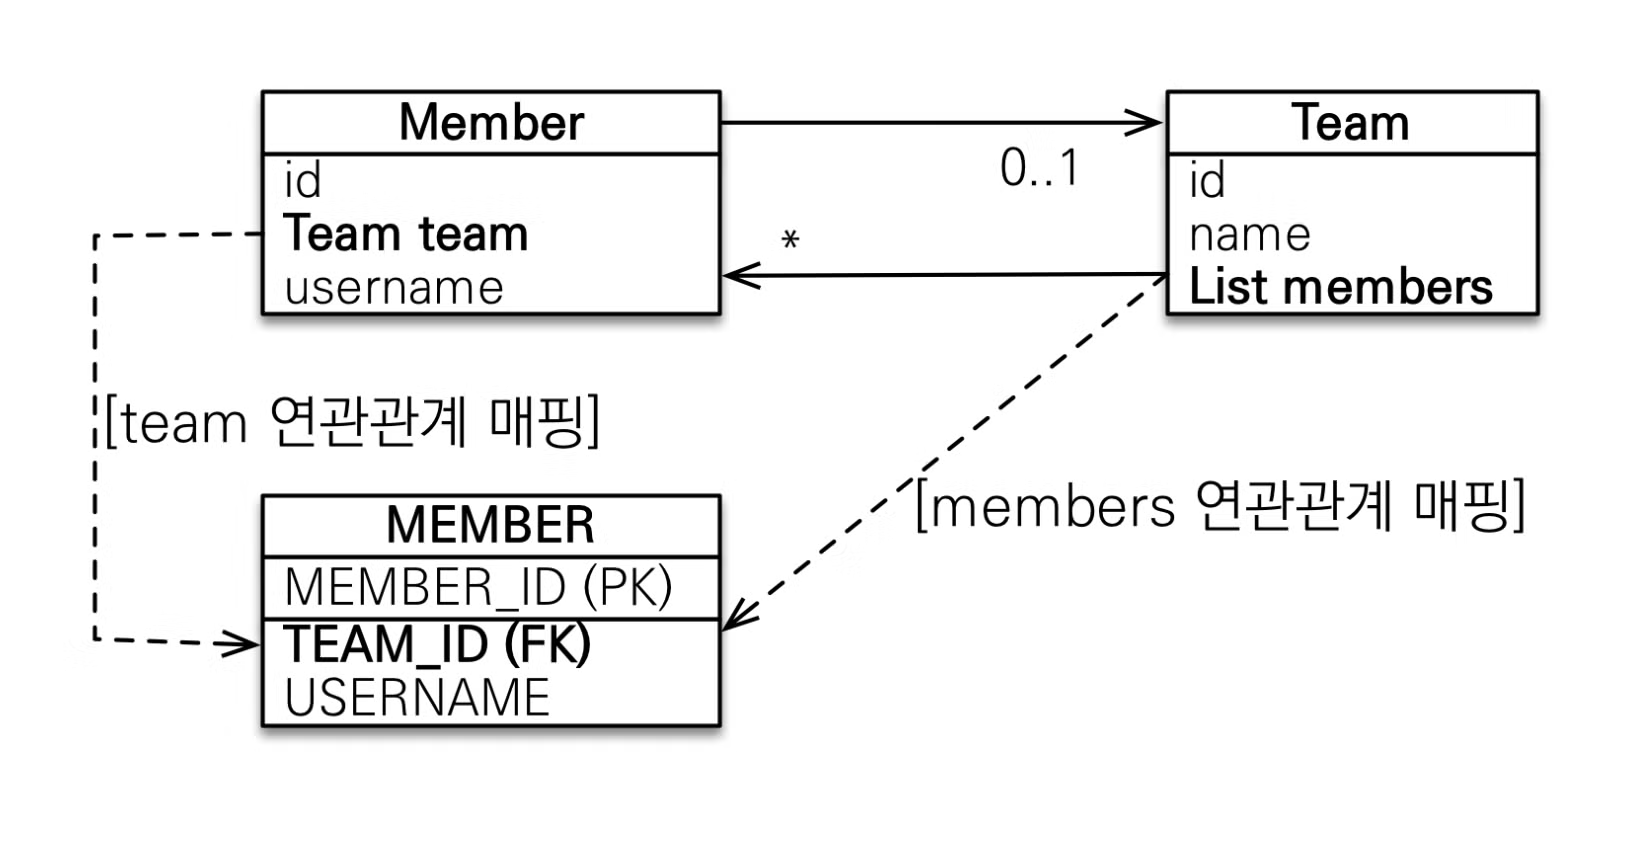 Member
id
Team team
username
0..1
*
Team
id
name
List members
[team 연관관계 매핑]
[members 연관관계 매핑]
MEMBER
MEMBER_ID (PK)
TEAM_ID (FK)
USERNAME